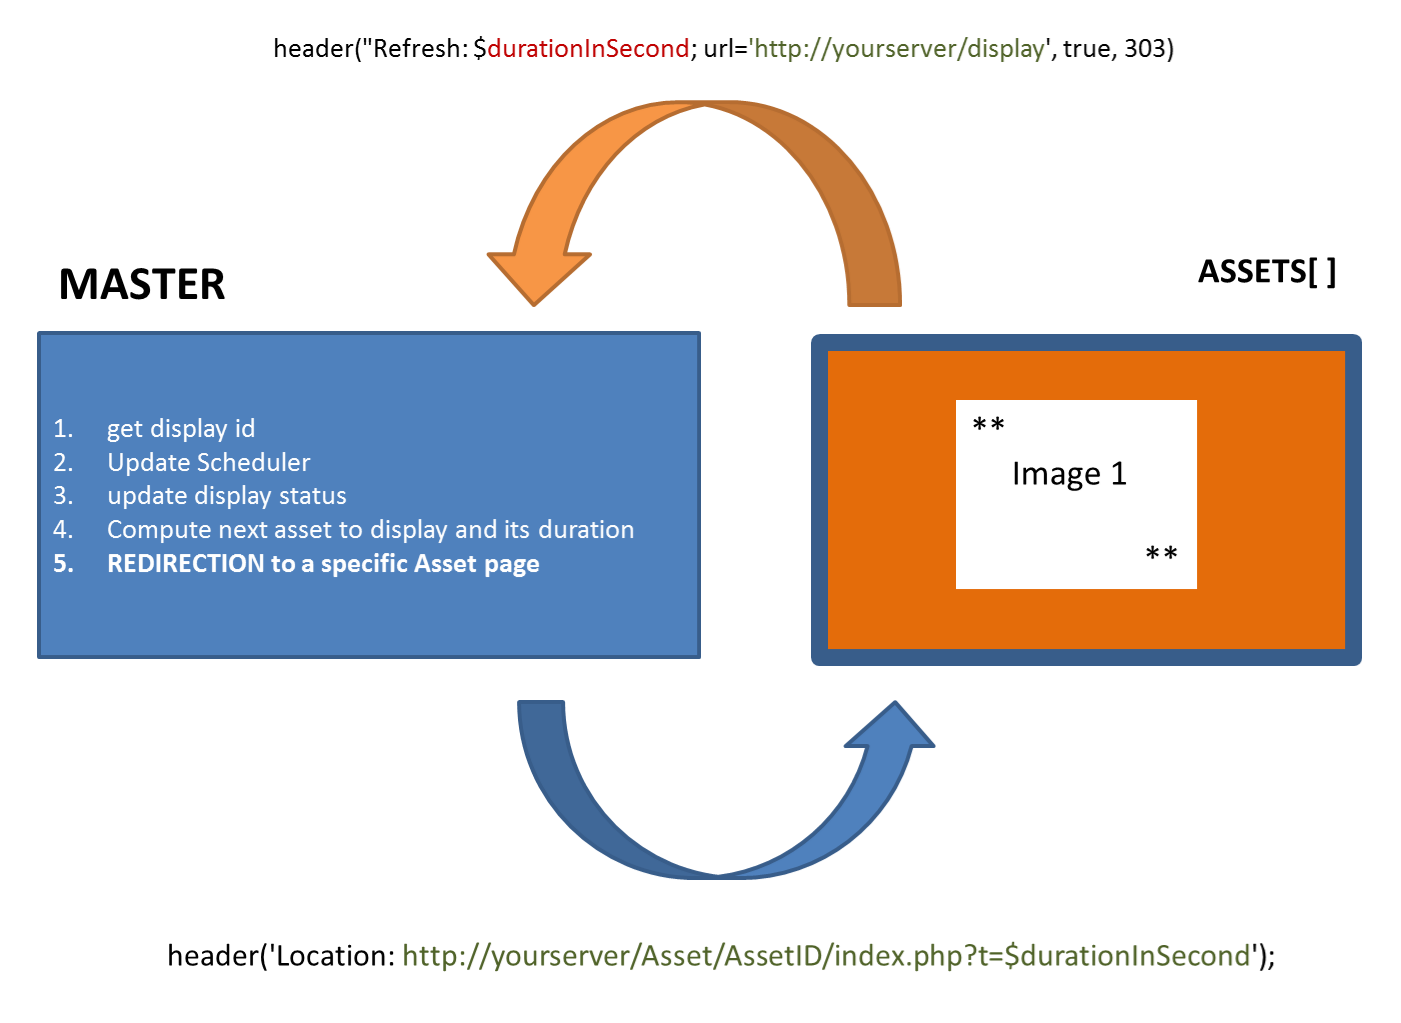 header("Refresh: $durationInSecond; url='http://yourserver/display', true, 303)
MASTER
ASSETS[ ]
1. get display id
2. Update Scheduler
3. update display status
4. Compute next asset to display and its duration
5. REDIRECTION to a specific Asset page
**
Image 1
**
header('Location: http://yourserver/Asset/AssetID/index.php?t=$durationInSecond');